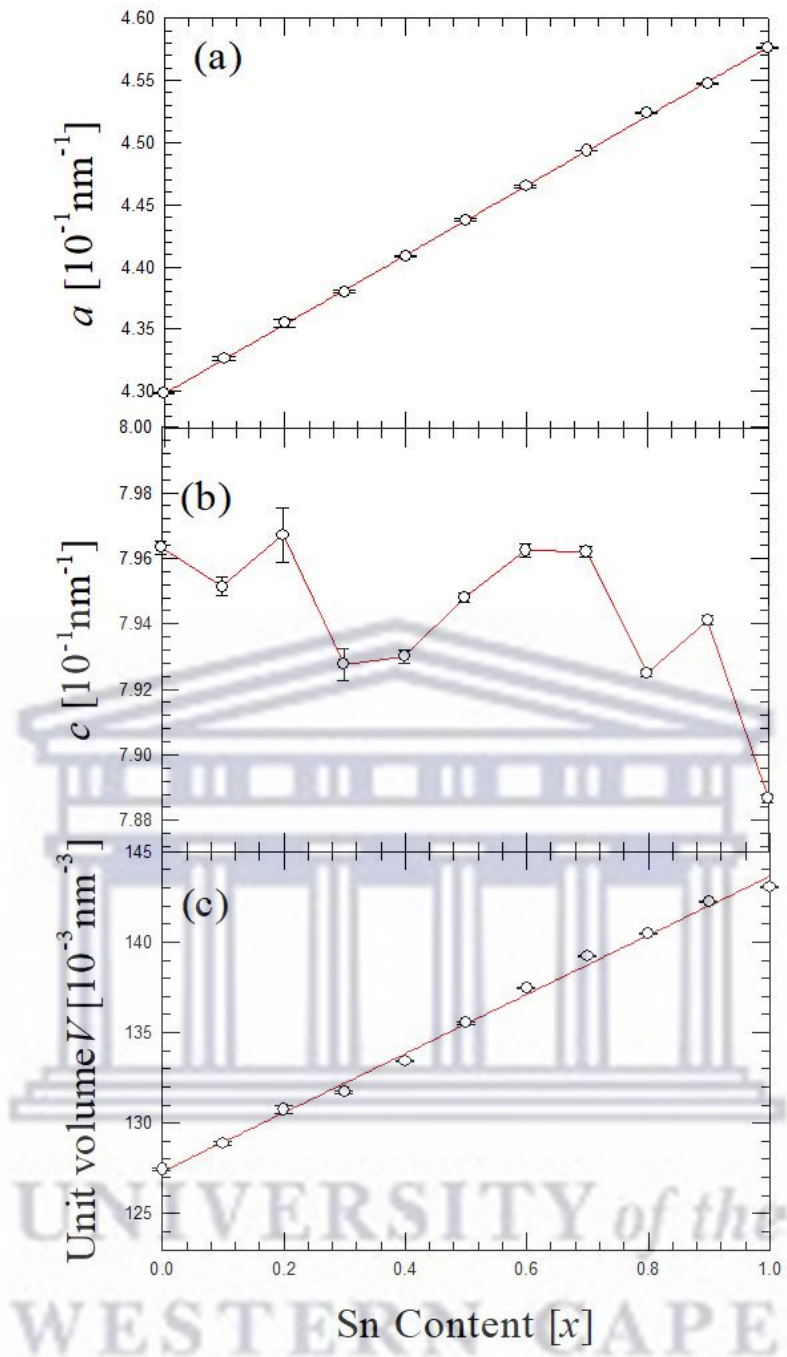 4.60
(a)
4.55
4.50
4.45
4.40
4.35
4.30
a [10⁻¹nm⁻¹]
8.00
(b)
7.98
7.96
7.94
7.92
7.90
7.88
c [10⁻¹nm⁻¹]
145
(c)
140
135
130
125
Unit volumeV [10⁻³nm⁻³]
0.0 0.2 0.4 0.6 0.8 1.0
Sn Content [x]
UNIVERSITY of the
WESTERN CAPE